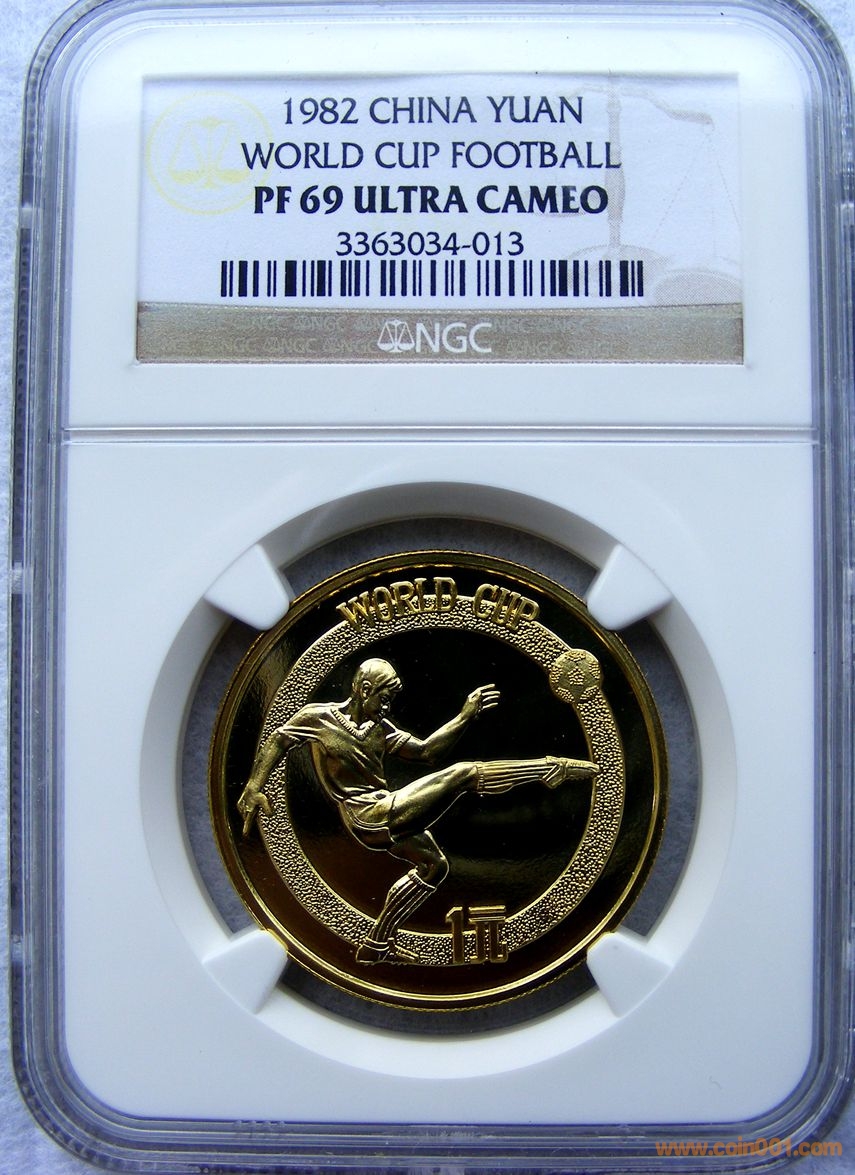 1982 CHINA YUAN
WORLD CUP FOOTBALL
PF 69 ULTRA CAMEO
3363034-013
NGC
WORLD CUP
1元
www.coin001.com